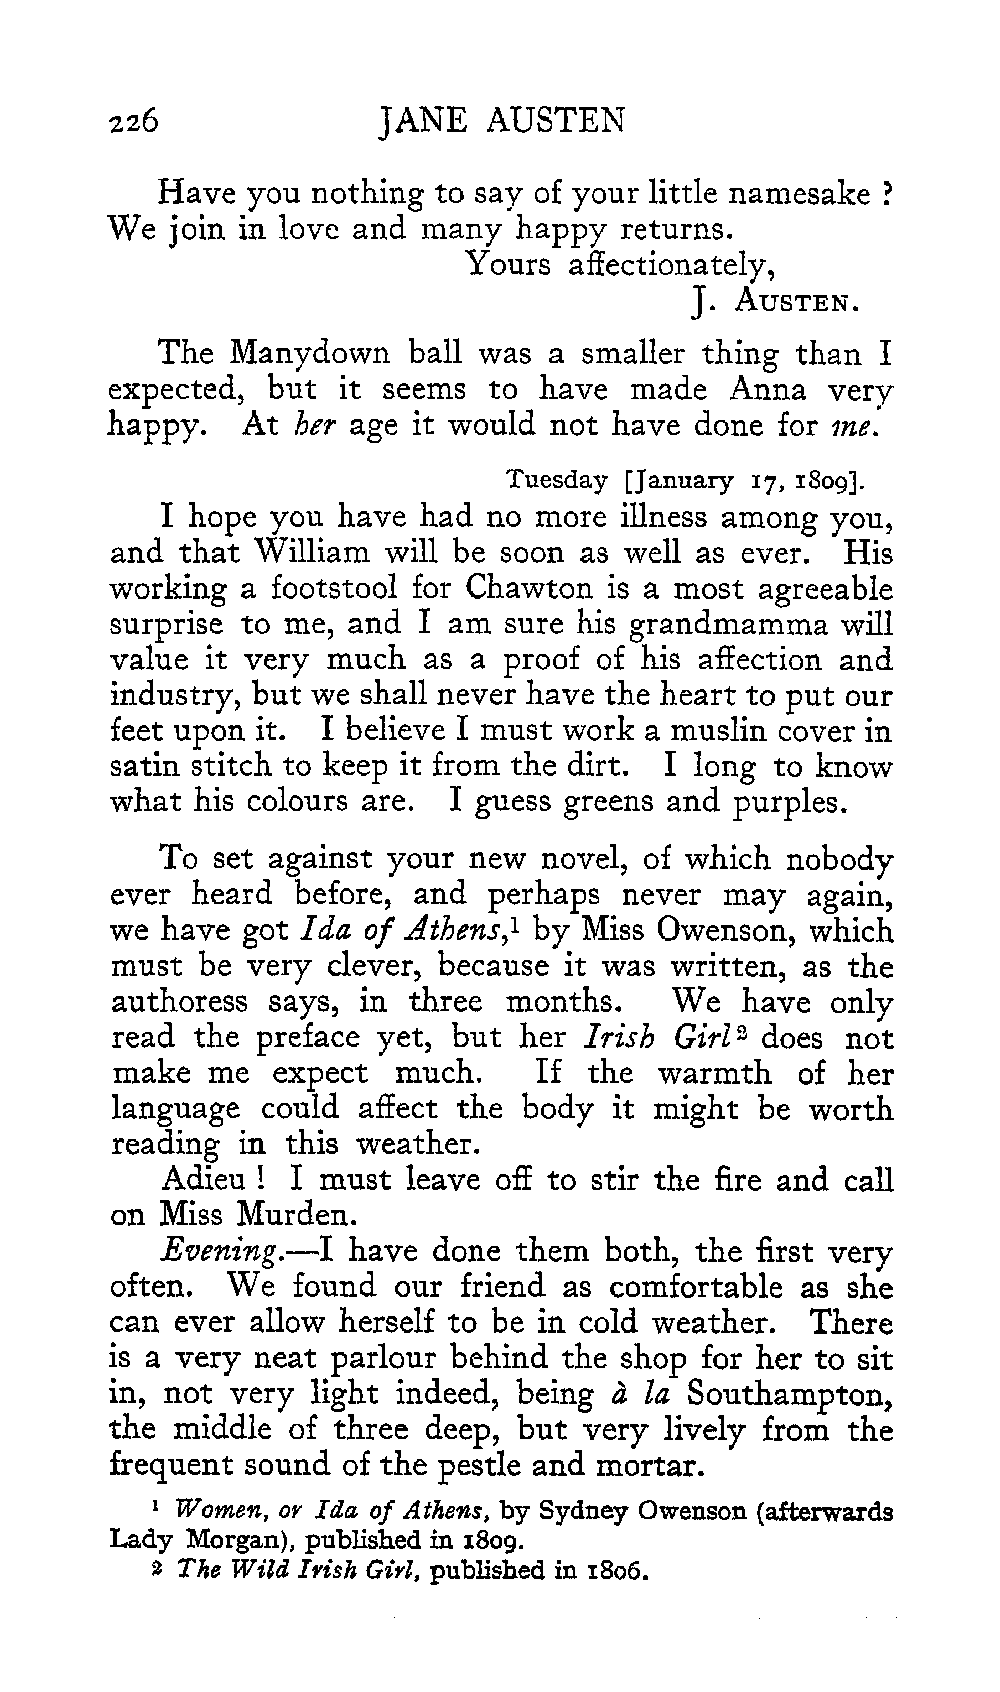 226 JANE AUSTEN
Have you nothing to say of your little namesake ?
We join in love and many happy returns.
Yours affectionately,
J. AUSTEN.
The Manydown ball was a smaller thing than I
expected, but it seems to have made Anna very
happy. At her age it would not have done for me.
Tuesday [January 17, 1809].
I hope you have had no more illness among you,
and that William will be soon as well as ever. His
working a footstool for Chawton is a most agreeable
surprise to me, and I am sure his grandmamma will
value it very much as a proof of his affection and
industry, but we shall never have the heart to put our
feet upon it. I believe I must work a muslin cover in
satin stitch to keep it from the dirt. I long to know
what his colours are. I guess greens and purples.
To set against your new novel, of which nobody
ever heard before, and perhaps never may again,
we have got Ida of Athens,¹ by Miss Owenson, which
must be very clever, because it was written, as the
authoress says, in three months. We have only
read the preface yet, but her Irish Girl² does not
make me expect much. If the warmth of her
language could affect the body it might be worth
reading in this weather.
Adieu ! I must leave off to stir the fire and call
on Miss Murden.
Evening.—I have done them both, the first very
often. We found our friend as comfortable as she
can ever allow herself to be in cold weather. There
is a very neat parlour behind the shop for her to sit
in, not very light indeed, being à la Southampton,
the middle of three deep, but very lively from the
frequent sound of the pestle and mortar.
¹ Women, or Ida of Athens, by Sydney Owenson (afterwards
Lady Morgan), published in 1809.
² The Wild Irish Girl, published in 1806.